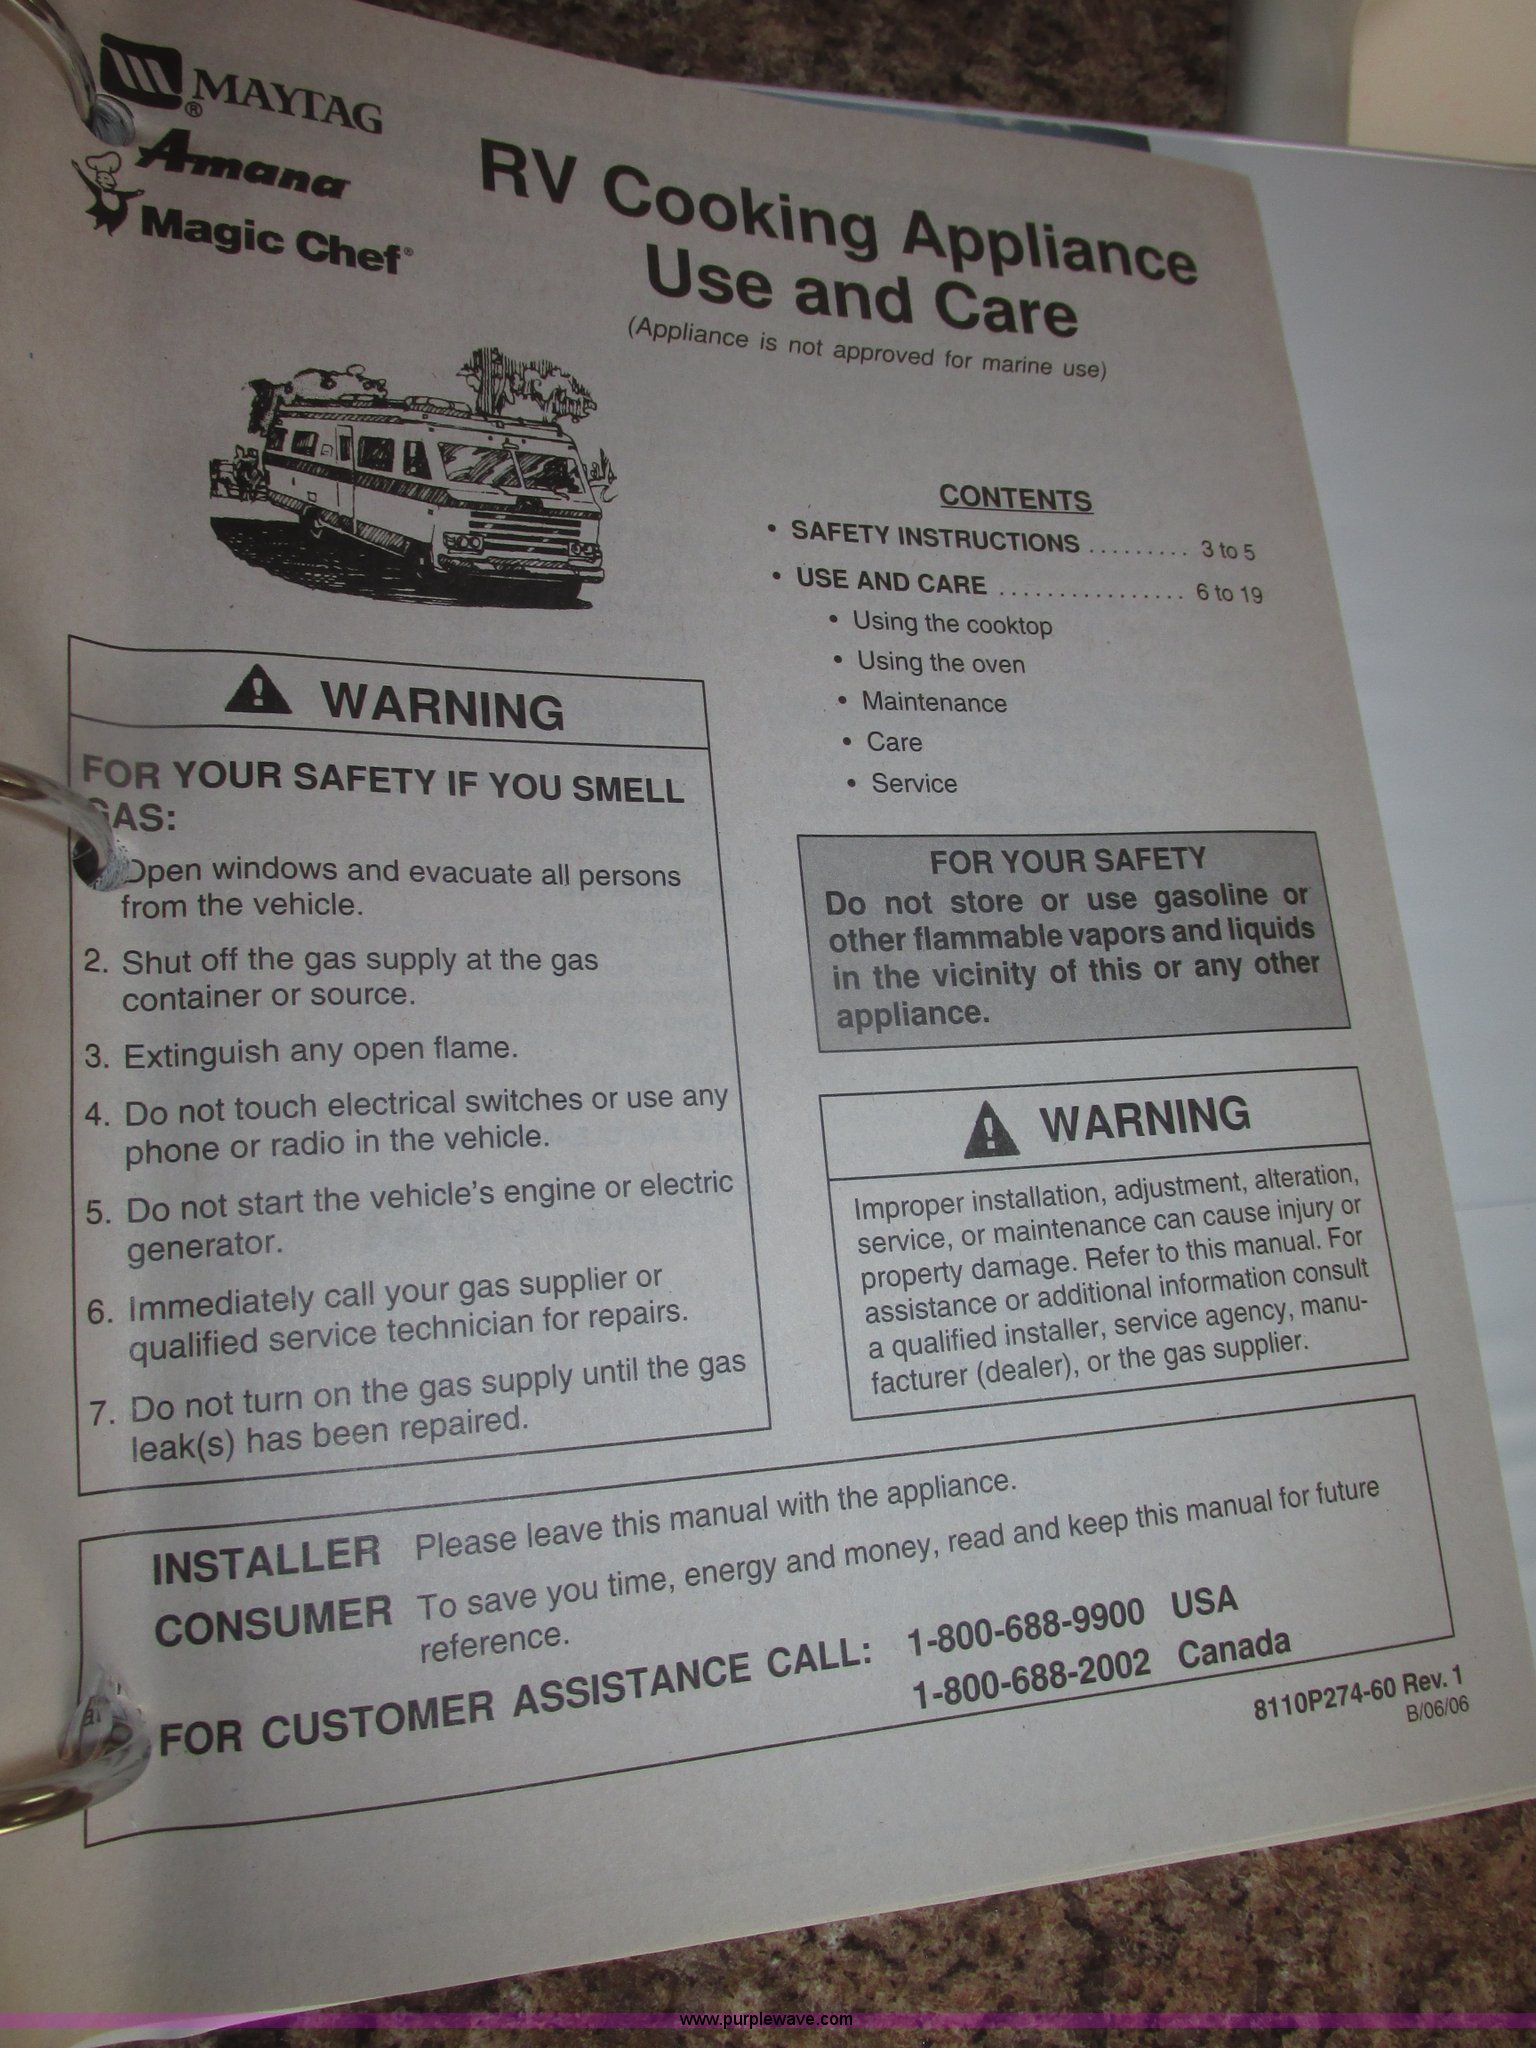 MAYTAG
Amana
Magic Chef®
RV Cooking Appliance
Use and Care
(Appliance is not approved for marine use)
CONTENTS
• SAFETY INSTRUCTIONS ......... 3 to 5
• USE AND CARE ................ 6 to 19
• Using the cooktop
• Using the oven
• Maintenance
• Care
• Service
WARNING
FOR YOUR SAFETY IF YOU SMELL
GAS:
Open windows and evacuate all persons
from the vehicle.
2. Shut off the gas supply at the gas
container or source.
3. Extinguish any open flame.
4. Do not touch electrical switches or use any
phone or radio in the vehicle.
5. Do not start the vehicle's engine or electric
generator.
6. Immediately call your gas supplier or
qualified service technician for repairs.
7. Do not turn on the gas supply until the gas
leak(s) has been repaired.
FOR YOUR SAFETY
Do not store or use gasoline or
other flammable vapors and liquids
in the vicinity of this or any other
appliance.
WARNING
Improper installation, adjustment, alteration,
service, or maintenance can cause injury or
property damage. Refer to this manual. For
assistance or additional information consult
a qualified installer, service agency, manu-
facturer (dealer), or the gas supplier.
INSTALLER Please leave this manual with the appliance.
CONSUMER To save you time, energy and money, read and keep this manual for future
reference.
FOR CUSTOMER ASSISTANCE CALL: 1-800-688-9900 USA
1-800-688-2002 Canada
8110P274-60 Rev. 1
B/06/06
www.purplewave.com